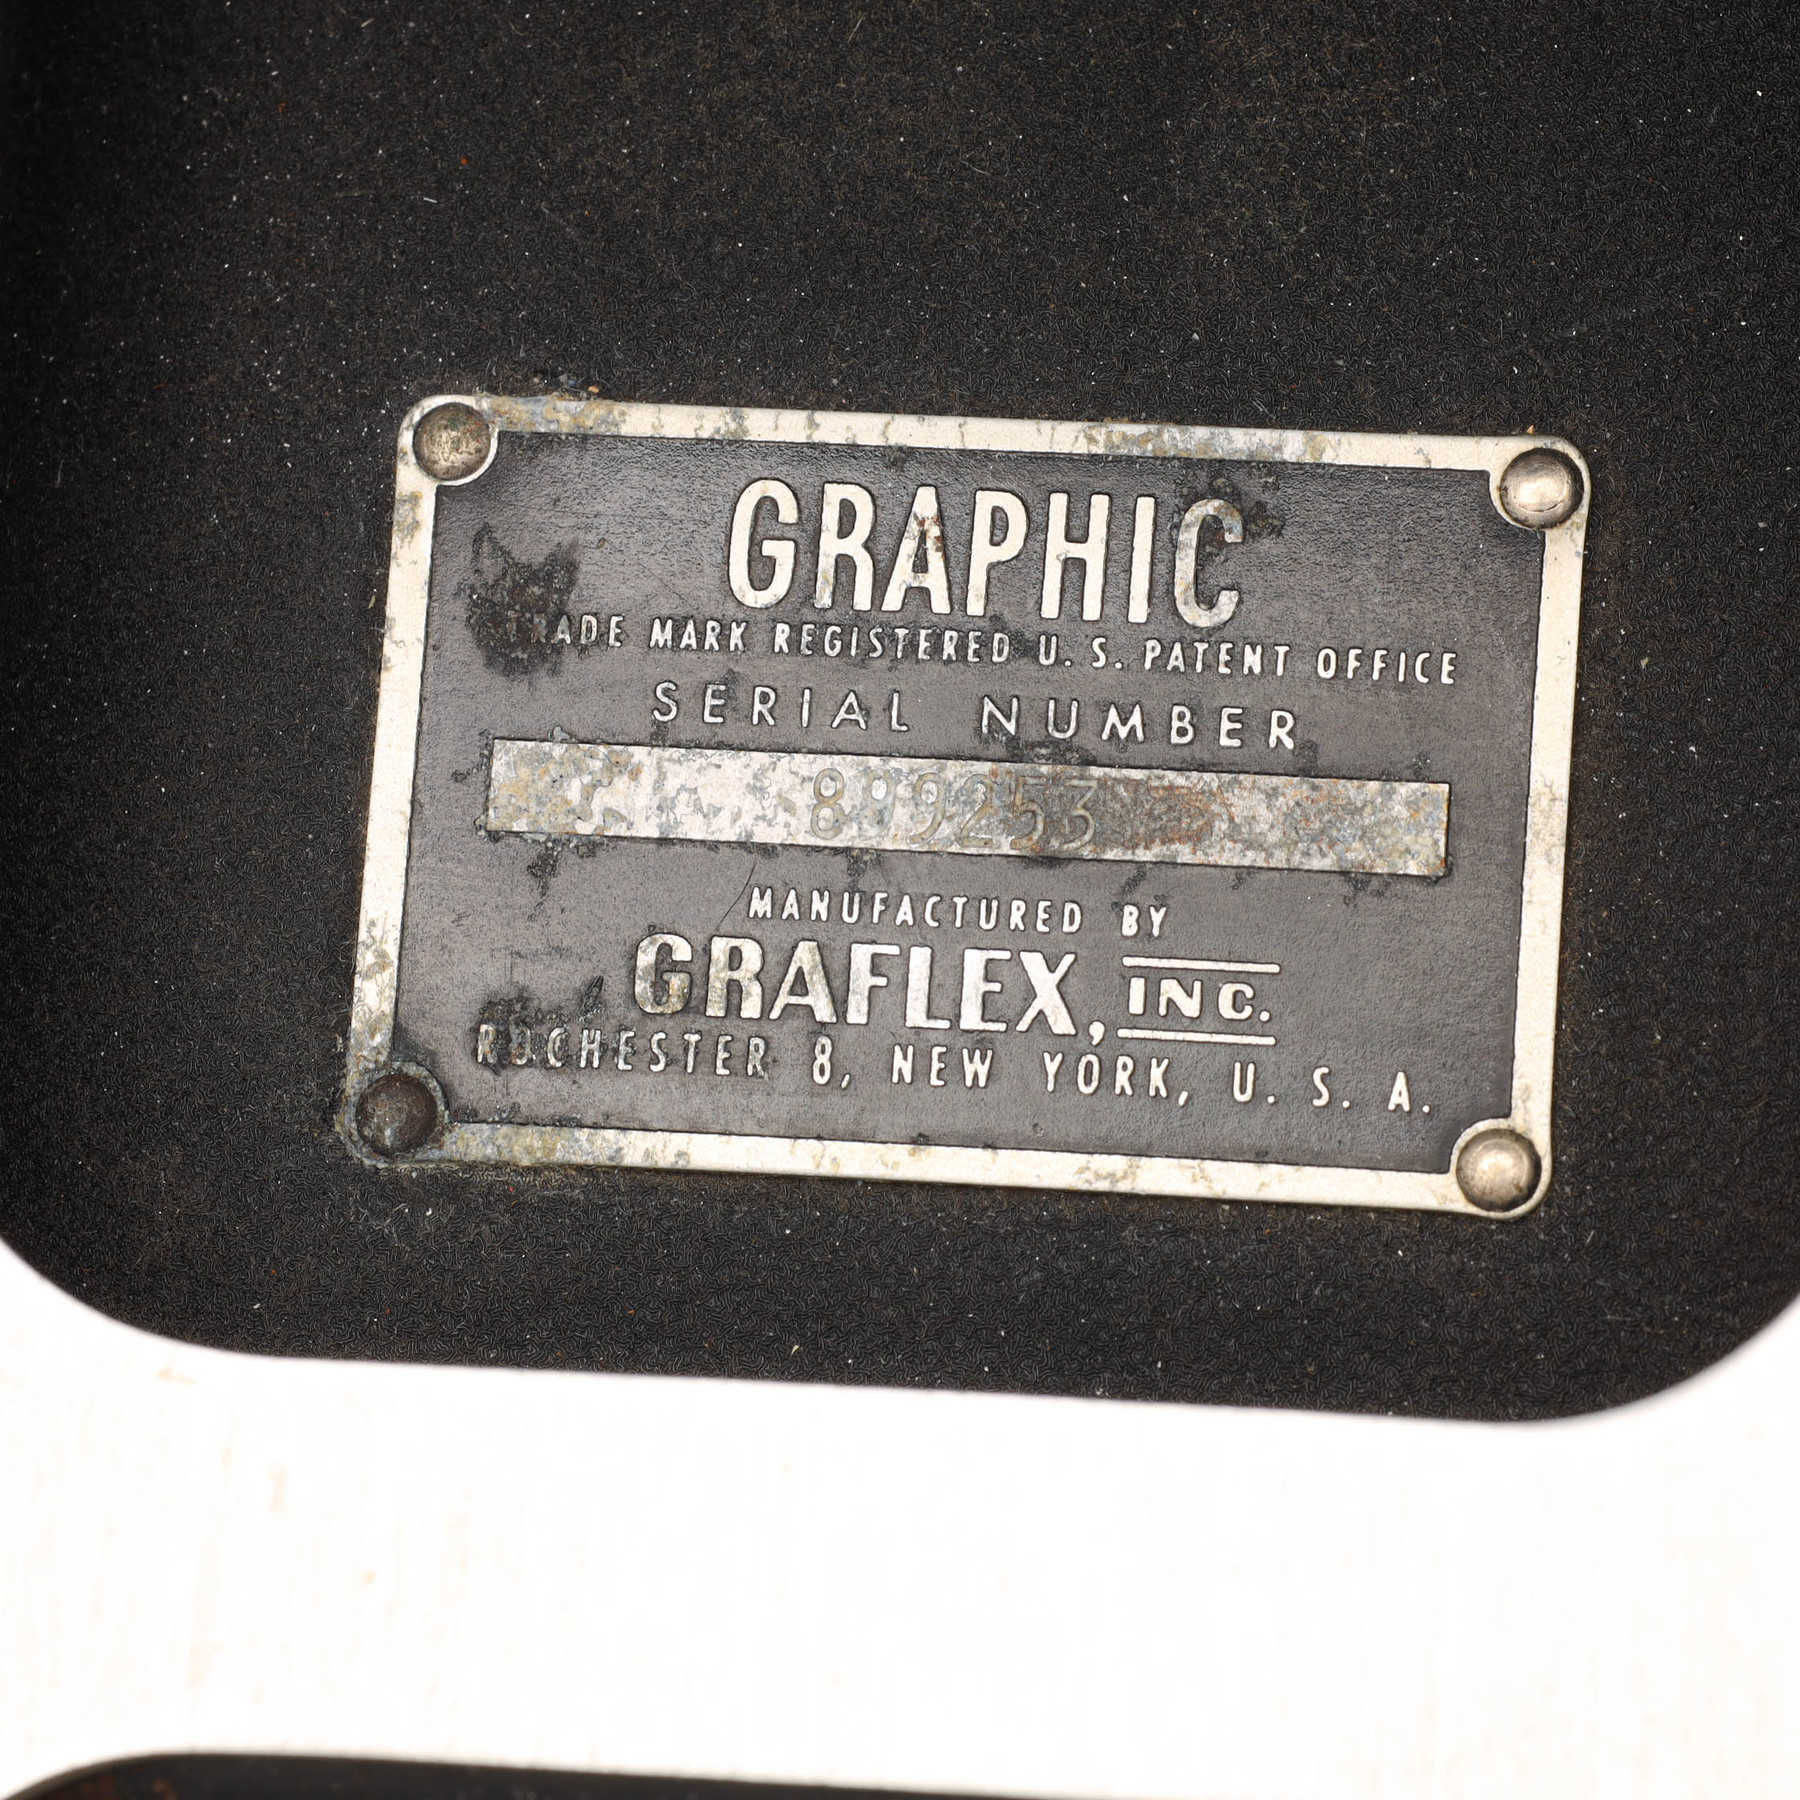 GRAPHIC
TRADE MARK REGISTERED U. S. PATENT OFFICE
SERIAL NUMBER
899253
MANUFACTURED BY
GRAFLEX, INC.
ROCHESTER 8, NEW YORK, U. S. A.